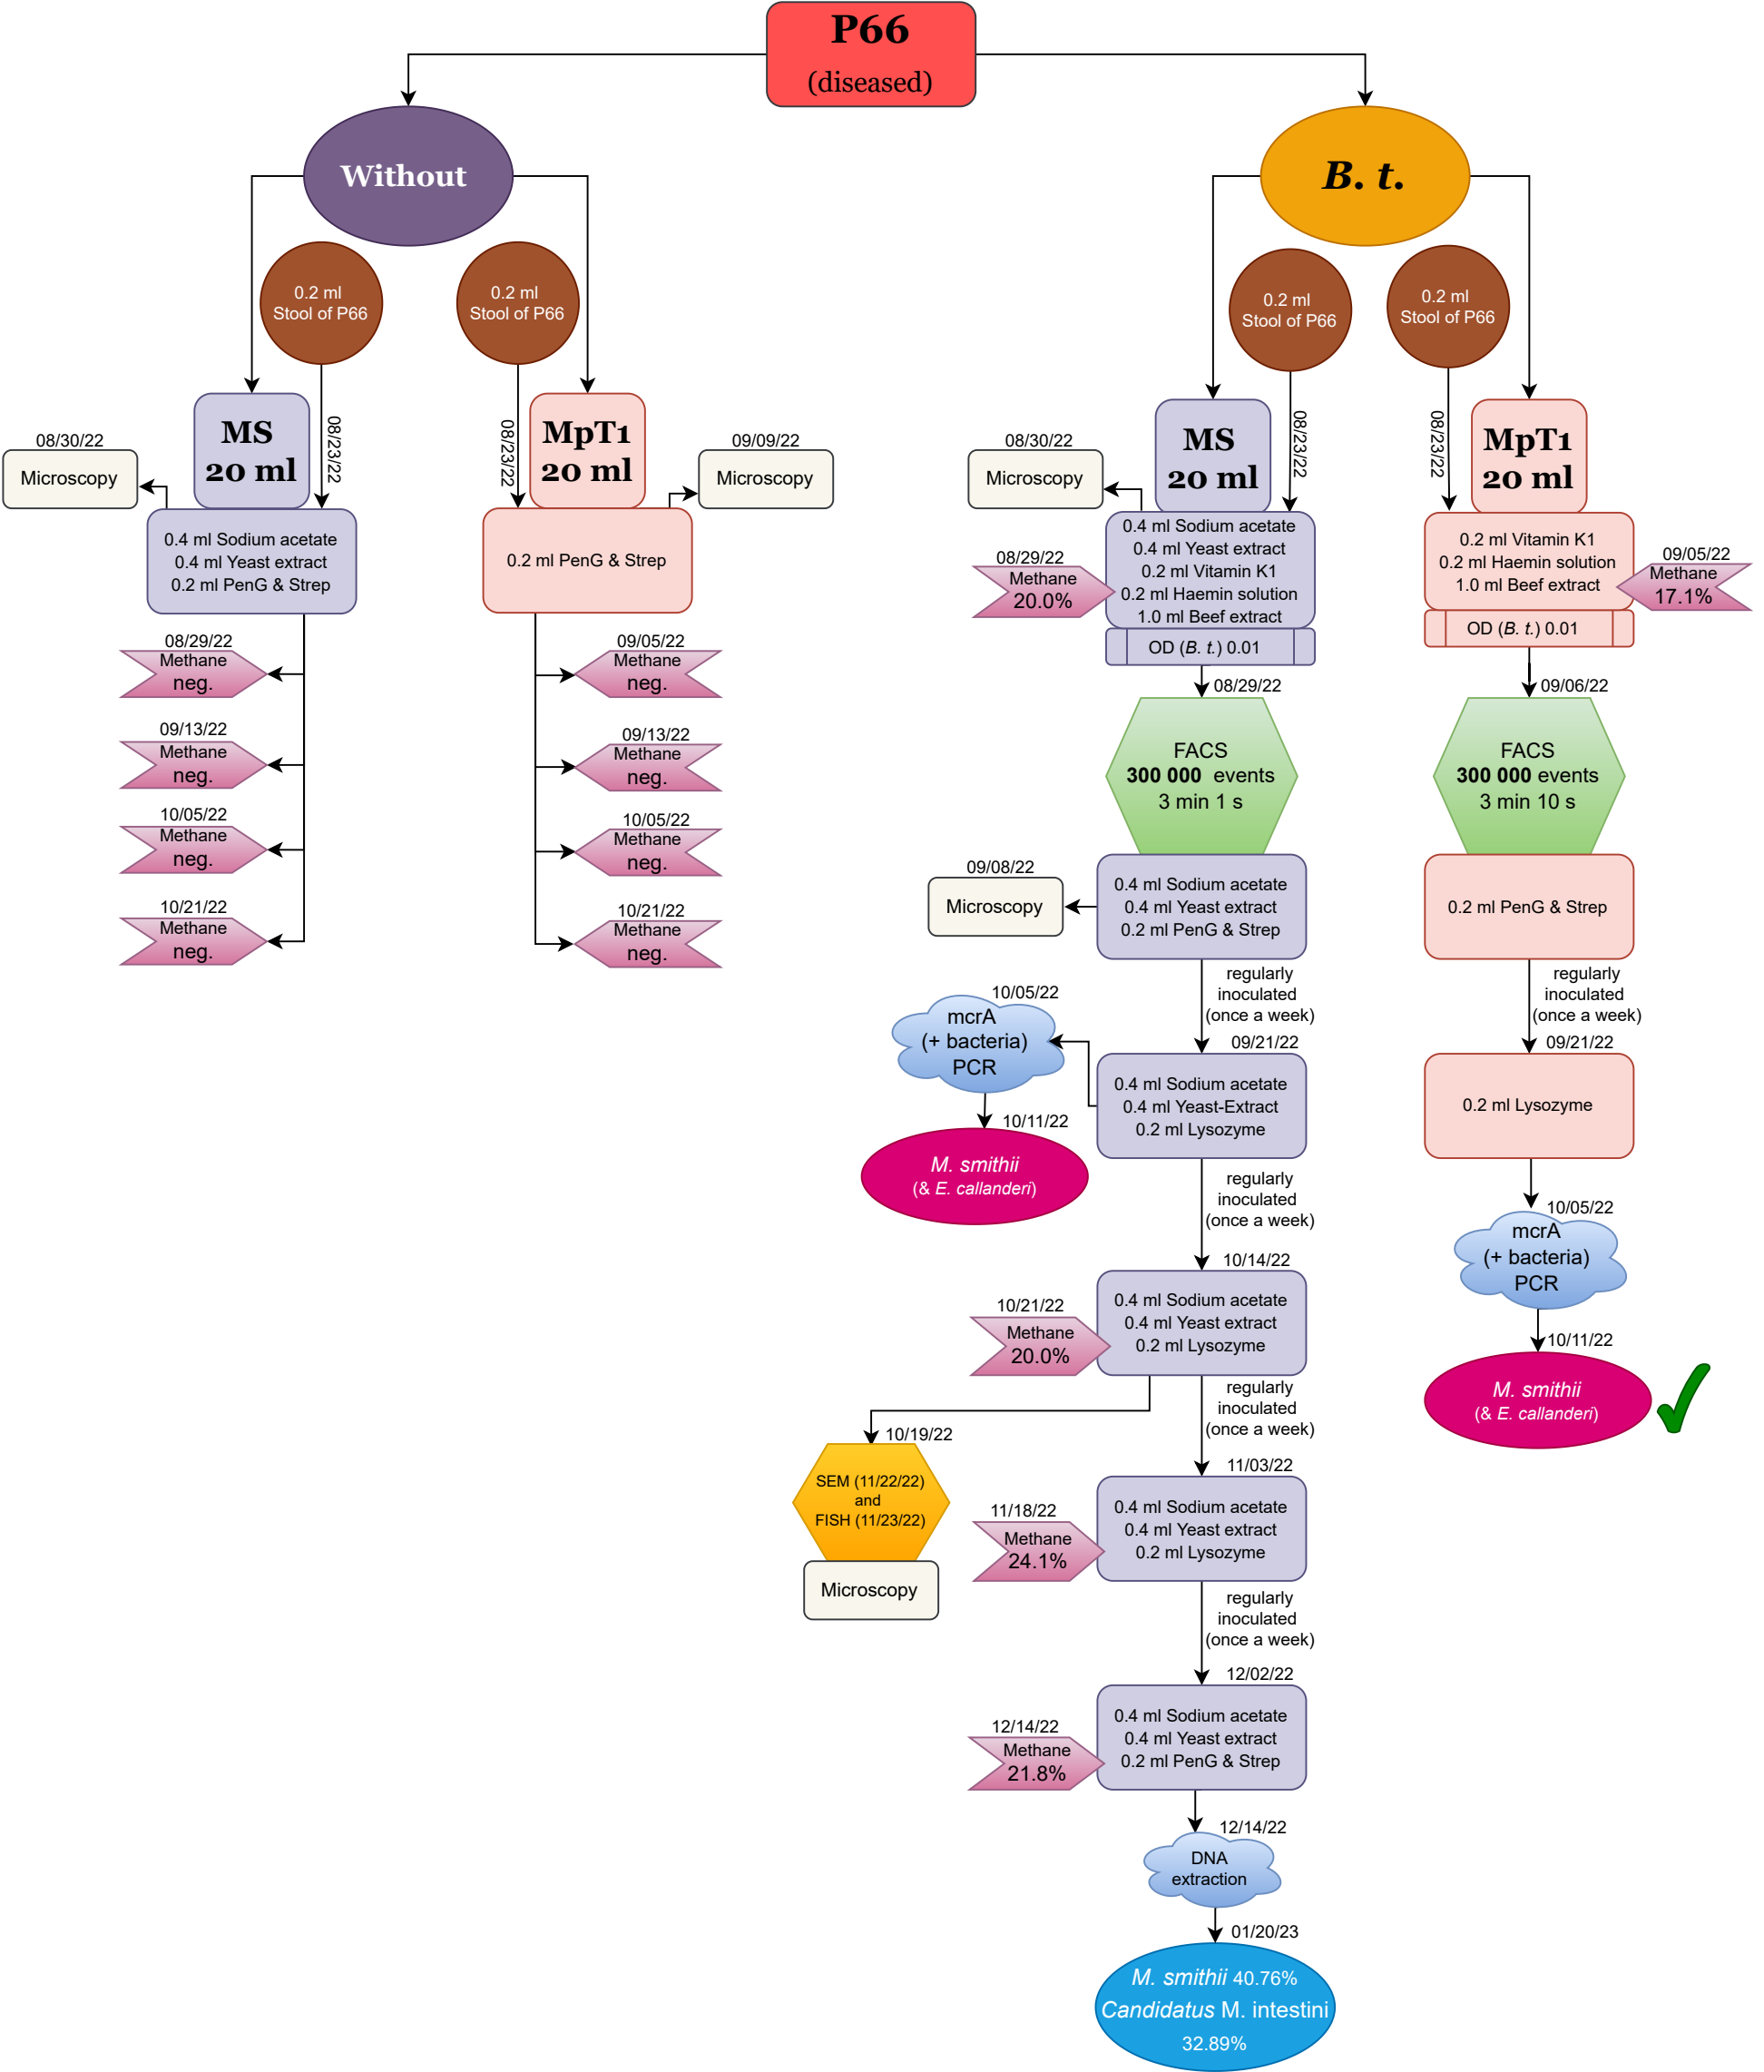 P66
(diseased)
Without
0.2 ml
Stool of P66
0.2 ml
Stool of P66
08/23/22
08/23/22
MS
20 ml
MpT1
20 ml
08/30/22
Microscopy
09/09/22
Microscopy
0.4 ml Sodium acetate
0.4 ml Yeast extract
0.2 ml PenG & Strep
0.2 ml PenG & Strep
08/29/22
Methane
neg.
09/13/22
Methane
neg.
10/05/22
Methane
neg.
10/21/22
Methane
neg.
09/05/22
Methane
neg.
09/13/22
Methane
neg.
10/05/22
Methane
neg.
10/21/22
Methane
neg.
B. t.
0.2 ml
Stool of P66
0.2 ml
Stool of P66
08/23/22
08/23/22
MS
20 ml
08/30/22
Microscopy
0.4 ml Sodium acetate
0.4 ml Yeast extract
0.2 ml Vitamin K1
0.2 ml Haemin solution
1.0 ml Beef extract
OD (B. t.) 0.01
08/29/22
Methane
20.0%
08/29/22
FACS
300 000 events
3 min 1 s
09/08/22
Microscopy
0.4 ml Sodium acetate
0.4 ml Yeast extract
0.2 ml PenG & Strep
regularly
inoculated
(once a week)
09/21/22
0.4 ml Sodium acetate
0.4 ml Yeast-Extract
0.2 ml Lysozyme
10/05/22
mcrA
(+ bacteria)
PCR
10/11/22
M. smithii
(& E. callanderi)
regularly
inoculated
(once a week)
10/14/22
0.4 ml Sodium acetate
0.4 ml Yeast extract
0.2 ml Lysozyme
10/21/22
Methane
20.0%
10/19/22
SEM (11/22/22)
and
FISH (11/23/22)
Microscopy
regularly
inoculated
(once a week)
11/03/22
0.4 ml Sodium acetate
0.4 ml Yeast extract
0.2 ml Lysozyme
11/18/22
Methane
24.1%
regularly
inoculated
(once a week)
12/02/22
0.4 ml Sodium acetate
0.4 ml Yeast extract
0.2 ml PenG & Strep
12/14/22
Methane
21.8%
12/14/22
DNA
extraction
01/20/23
M. smithii 40.76%
Candidatus M. intestini
32.89%
MpT1
20 ml
0.2 ml Vitamin K1
0.2 ml Haemin solution
1.0 ml Beef extract
OD (B. t.) 0.01
09/05/22
Methane
17.1%
09/06/22
FACS
300 000 events
3 min 10 s
0.2 ml PenG & Strep
regularly
inoculated
(once a week)
09/21/22
0.2 ml Lysozyme
10/05/22
mcrA
(+ bacteria)
PCR
10/11/22
M. smithii
(& E. callanderi)